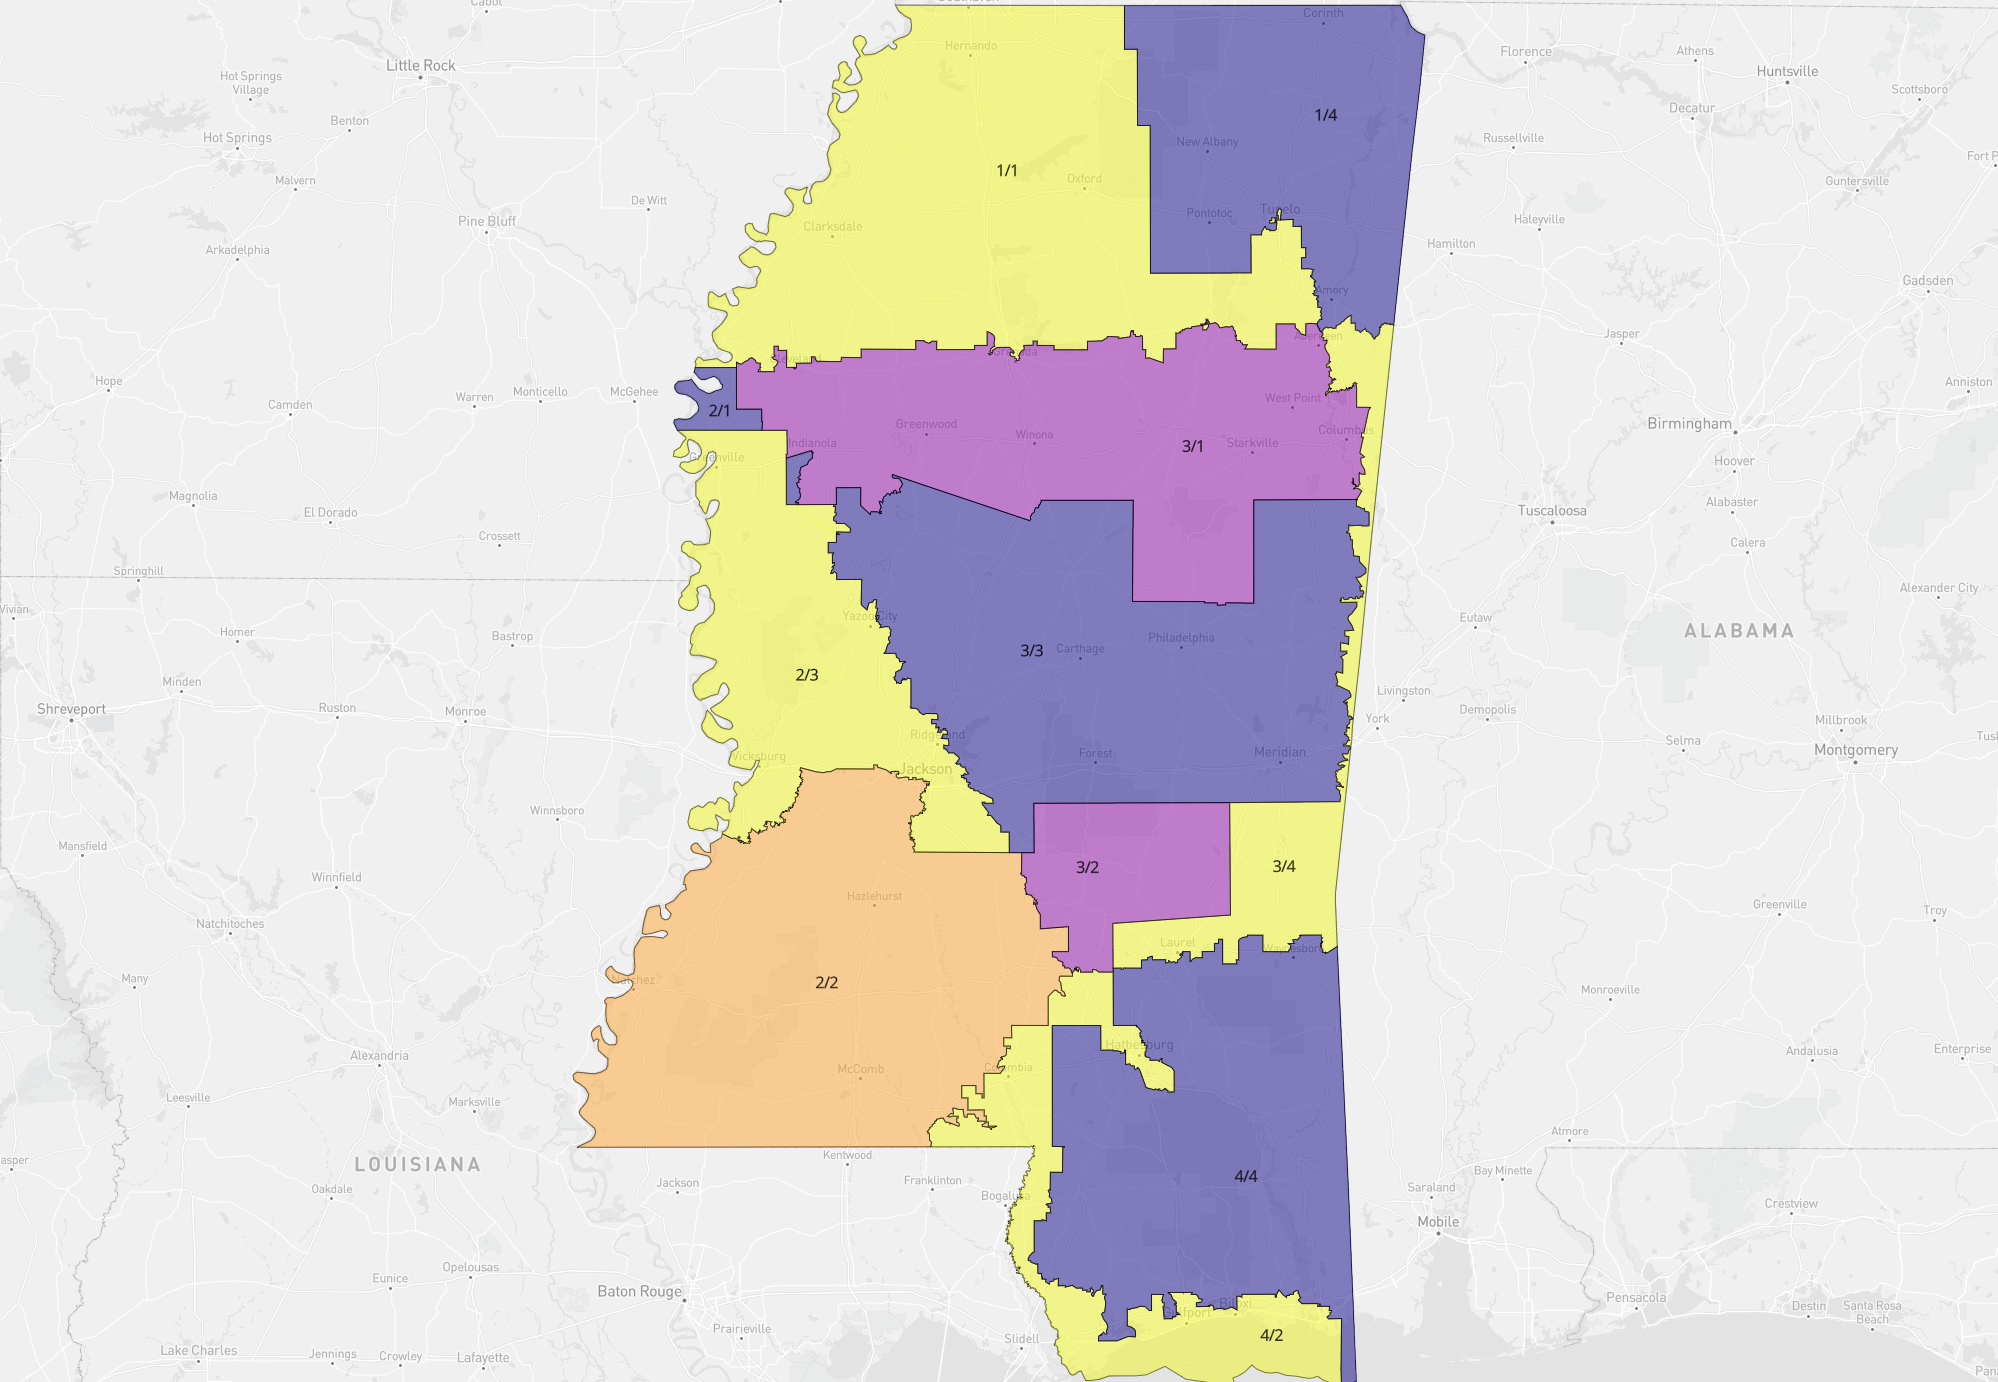 Cabot
Southaven
Corinth
Hernando
Florence
Athens
Huntsville
Little Rock
Hot Springs
Village
Scottsboro
Decatur
Benton
1/4
Hot Springs
New Albany
Russellville
Fort P
1/1
Malvern
Oxford
Guntersville
De Witt
Pine Bluff
Pontotoc
Tupelo
Haleyville
Clarksdale
Arkadelphia
Hamilton
Gadsden
Amory
Jasper
Aberdeen
Cleveland
Grenada
Hope
Monticello
McGehee
Warren
Anniston
Camden
2/1
West Point
Birmingham
Greenwood
Winona
Columbus
Indianola
Starkville
3/1
Hoover
Greenville
Magnolia
Alabaster
El Dorado
Tuscaloosa
Crossett
Calera
Springhill
Alexander City
Vivian
Yazoo City
Eutaw
Homer
Bastrop
Philadelphia
ALABAMA
3/3
Carthage
2/3
Minden
Livingston
Shreveport
Ruston
Monroe
York
Demopolis
Millbrook
Ridgeland
Selma
Tusk
Vicksburg
Forest
Meridian
Montgomery
Jackson
Winnsboro
Mansfield
3/2
3/4
Winnfield
Hazlehurst
Greenville
Troy
Natchitoches
Laurel
Waynesboro
Many
Natchez
2/2
Monroeville
Hattiesburg
Alexandria
Andalusia
Enterprise
Columbia
McComb
Leesville
Marksville
Atmore
asper
LOUISIANA
Kentwood
Bay Minette
4/4
Jackson
Franklinton
Saraland
Oakdale
Bogalusa
Crestview
Mobile
Opelousas
Eunice
Baton Rouge
Pensacola
Biloxi
Destin
Santa Rosa
Beach
Gulfport
Prairieville
Slidell
4/2
Lake Charles
Jennings
Crowley
Lafayette
Pana